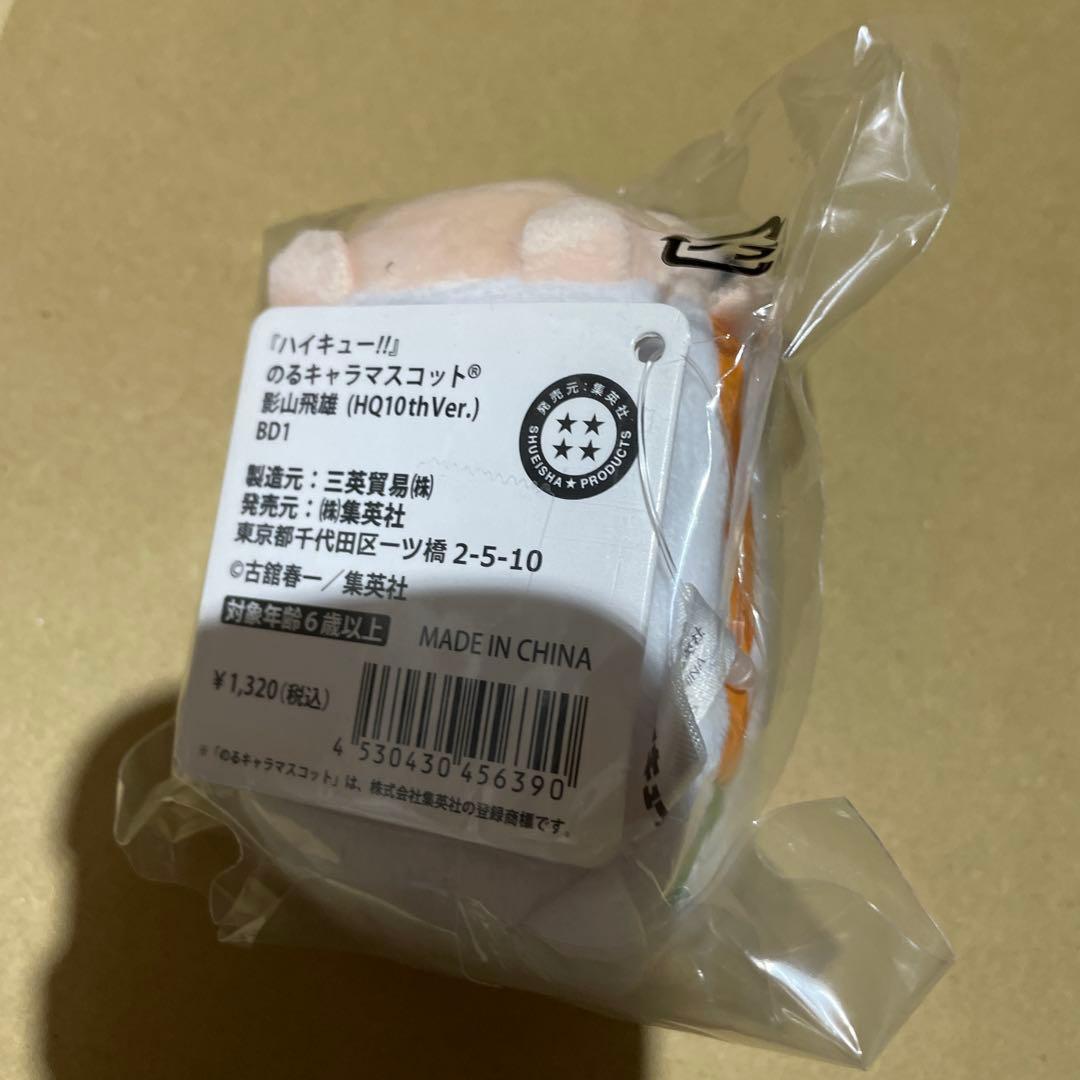 『ハイキュー!!』
のるキャラマスコット®
影山飛雄 (HQ10thVer.)
BD1
発売元:集英社
SHUEISHA★PRODUCTS
製造元:三英貿易㈱
発売元:㈱集英社
東京都千代田区一ツ橋 2-5-10
©古舘春一/集英社
対象年齢6歳以上
MADE IN CHINA
¥1,320(税込)
4 530430 456390
※「のるキャラマスコット」は、株式会社集英社の登録商標です。